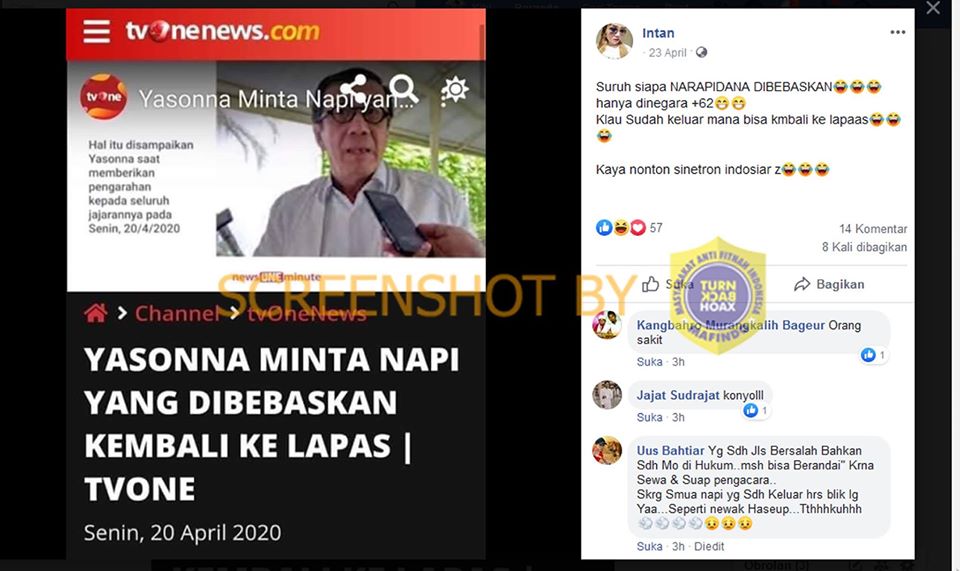 tvOnenews.com
tvOne
Yasonna Minta Napi yan...
Hal itu disampaikan
Yasonna saat
memberikan
pengarahan
kepada seluruh
jajarannya pada
Senin, 20/4/2020
news ONE minute
Channel > tvOneNews
YASONNA MINTA NAPI
YANG DIBEBASKAN
KEMBALI KE LAPAS |
TVONE
Senin, 20 April 2020
SCREENSHOT BY
MASYARAKAT ANTI FITNAH INDONESIA
TURN
BACK
HOAX
MAFINDO
Intan
23 April ·
Suruh siapa NARAPIDANA DIBEBASKAN😂😂😂
hanya dinegara +62😁😁
Klau Sudah keluar mana bisa kmbali ke lapaas😂😂
😂
Kaya nonton sinetron indosiar z😂😂😂
57
14 Komentar
8 Kali dibagikan
Suka
Bagikan
Kangbahro Murangkalih Bageur Orang
sakit
1
Suka · 3h
Jajat Sudrajat konyolll
1
Suka · 3h
Uus Bahtiar Yg Sdh Jls Bersalah Bahkan
Sdh Mo di Hukum..msh bisa Berandai" Krna
Sewa & Suap pengacara..
Skrg Smua napi yg Sdh Keluar hrs blik lg
Yaa...Seperti newak Haseup...Tthhhkuhhh
💨💨💨💨😡😡😡
Suka · 3h · Diedit